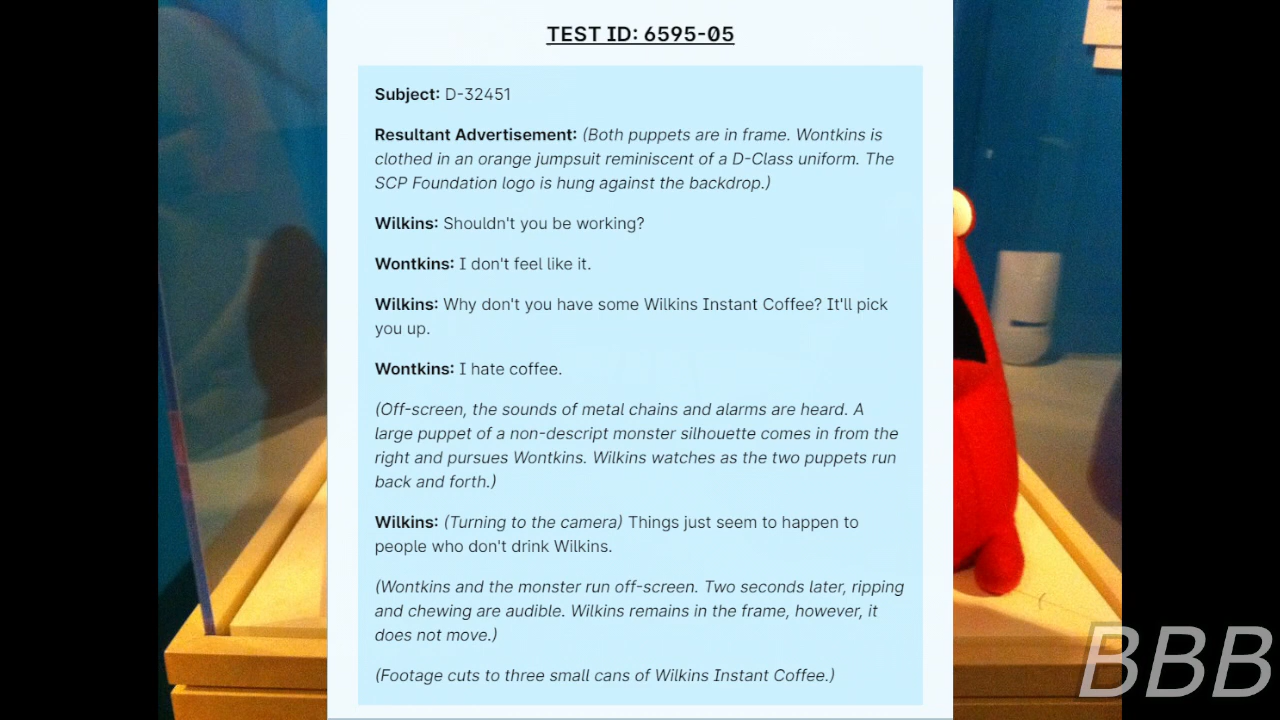 TEST ID: 6595-05
Subject: D-32451
Resultant Advertisement: (Both puppets are in frame. Wontkins is
clothed in an orange jumpsuit reminiscent of a D-Class uniform. The
SCP Foundation logo is hung against the backdrop.)
Wilkins: Shouldn't you be working?
Wontkins: I don't feel like it.
Wilkins: Why don't you have some Wilkins Instant Coffee? It'll pick
you up.
Wontkins: I hate coffee.
(Off-screen, the sounds of metal chains and alarms are heard. A
large puppet of a non-descript monster silhouette comes in from the
right and pursues Wontkins. Wilkins watches as the two puppets run
back and forth.)
Wilkins: (Turning to the camera) Things just seem to happen to
people who don't drink Wilkins.
(Wontkins and the monster run off-screen. Two seconds later, ripping
and chewing are audible. Wilkins remains in the frame, however, it
does not move.)
(Footage cuts to three small cans of Wilkins Instant Coffee.)
BBB